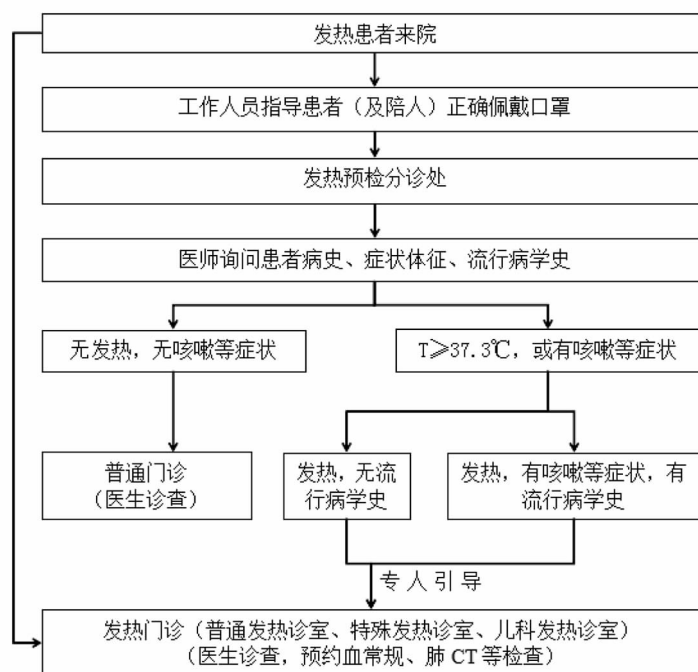 发热患者来院
工作人员指导患者（及陪人）正确佩戴口罩
发热预检分诊处
医师询问患者病史、症状体征、流行病学史
无发热，无咳嗽等症状
T⩾37.3℃，或有咳嗽等症状
普通门诊
（医生诊查）
发热，无流
行病学史
发热，有咳嗽等症状，有
流行病学史
专人引导
发热门诊（普通发热诊室、特殊发热诊室、儿科发热诊室）
（医生诊查，预约血常规、肺 CT 等检查）